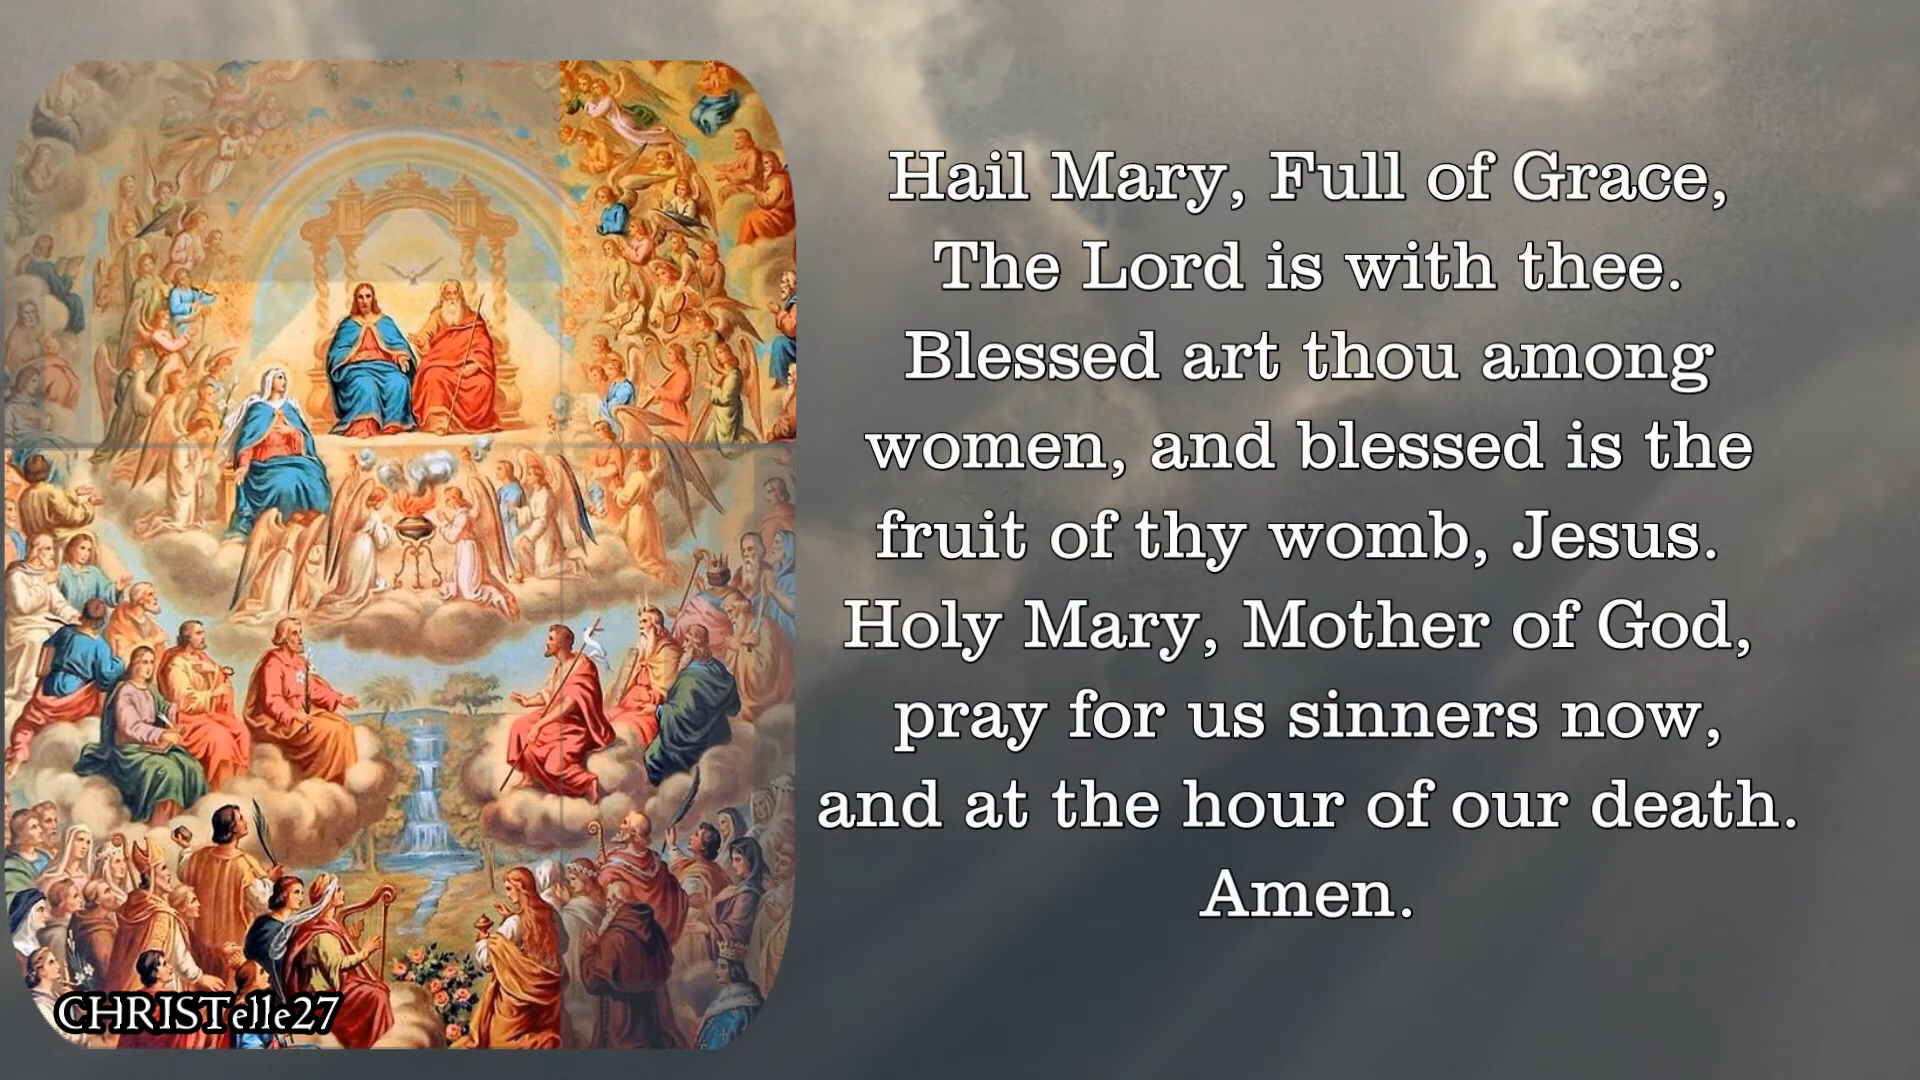 Hail Mary, Full of Grace,
The Lord is with thee.
Blessed art thou among
women, and blessed is the
fruit of thy womb, Jesus.
Holy Mary, Mother of God,
pray for us sinners now,
and at the hour of our death.
Amen.
CHRISTelle27